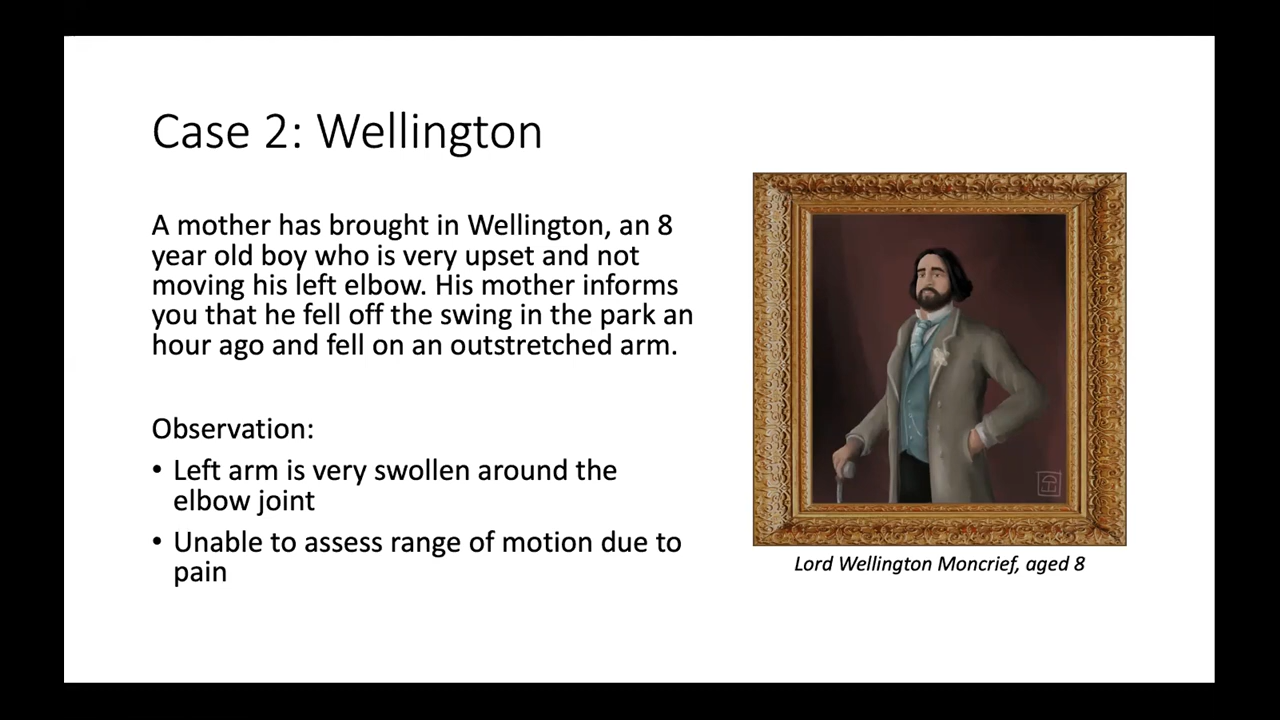 Case 2: Wellington
A mother has brought in Wellington, an 8
year old boy who is very upset and not
moving his left elbow. His mother informs
you that he fell off the swing in the park an
hour ago and fell on an outstretched arm.
Observation:
• Left arm is very swollen around the
elbow joint
• Unable to assess range of motion due to
pain
Lord Wellington Moncrief, aged 8